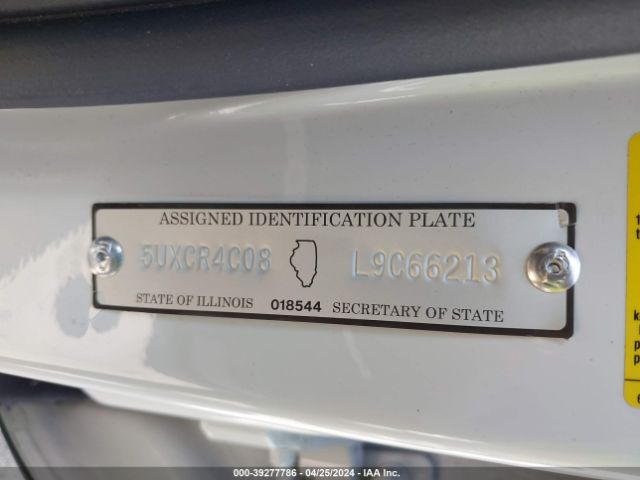 ASSIGNED IDENTIFICATION PLATE
5UXCR4C08 L9C66213
STATE OF ILLINOIS 018544 SECRETARY OF STATE
000-39277786 - 04/25/2024 - IAA Inc.